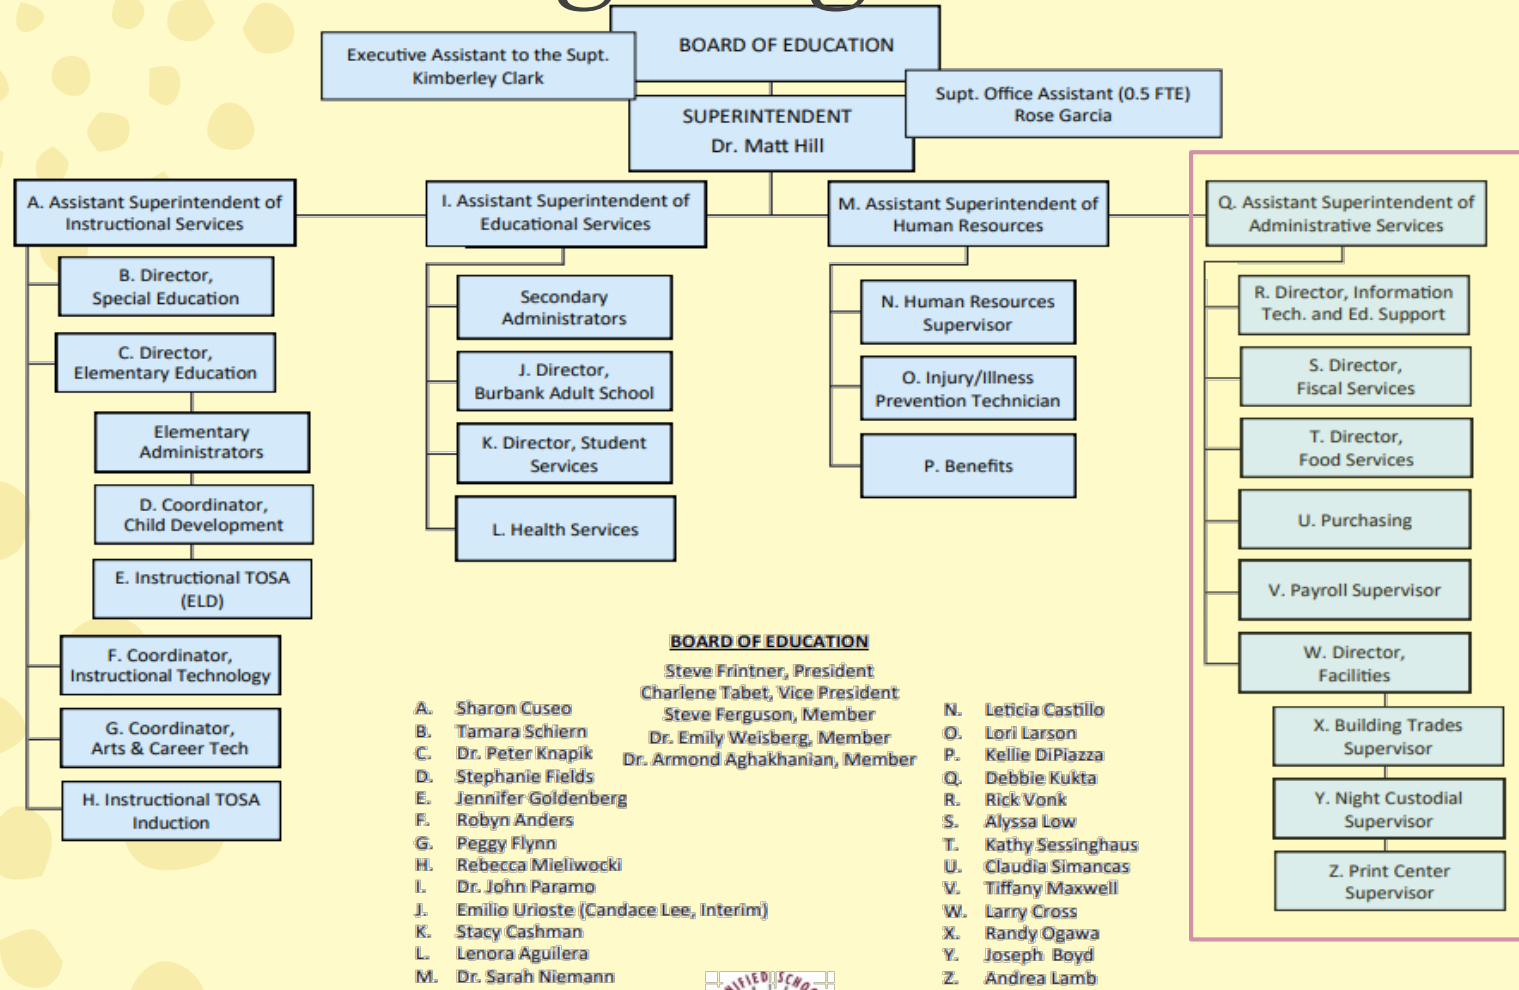 BOARD OF EDUCATION
Executive Assistant to the Supt.
Kimberley Clark
Supt. Office Assistant (0.5 FTE)
Rose Garcia
SUPERINTENDENT
Dr. Matt Hill
A. Assistant Superintendent of
Instructional Services
B. Director,
Special Education
C. Director,
Elementary Education
Elementary
Administrators
D. Coordinator,
Child Development
E. Instructional TOSA
(ELD)
F. Coordinator,
Instructional Technology
G. Coordinator,
Arts & Career Tech
H. Instructional TOSA
Induction
I. Assistant Superintendent of
Educational Services
Secondary
Administrators
J. Director,
Burbank Adult School
K. Director, Student
Services
L. Health Services
M. Assistant Superintendent of
Human Resources
N. Human Resources
Supervisor
O. Injury/Illness
Prevention Technician
P. Benefits
Q. Assistant Superintendent of
Administrative Services
R. Director, Information
Tech. and Ed. Support
S. Director,
Fiscal Services
T. Director,
Food Services
U. Purchasing
V. Payroll Supervisor
W. Director,
Facilities
X. Building Trades
Supervisor
Y. Night Custodial
Supervisor
Z. Print Center
Supervisor
BOARD OF EDUCATION
Steve Frintner, President
Charlene Tabet, Vice President
Steve Ferguson, Member
Dr. Emily Weisberg, Member
Dr. Armond Aghakhanian, Member
A. Sharon Cuseo
B. Tamara Schiern
C. Dr. Peter Knapik
D. Stephanie Fields
E. Jennifer Goldenberg
F. Robyn Anders
G. Peggy Flynn
H. Rebecca Mieliwocki
I. Dr. John Paramo
J. Emilio Urioste (Candace Lee, Interim)
K. Stacy Cashman
L. Lenora Aguilera
M. Dr. Sarah Niemann
N. Leticia Castillo
O. Lori Larson
P. Kellie DiPiazza
Q. Debbie Kukta
R. Rick Vonk
S. Alyssa Low
T. Kathy Sessinghaus
U. Claudia Simancas
V. Tiffany Maxwell
W. Larry Cross
X. Randy Ogawa
Y. Joseph Boyd
Z. Andrea Lamb